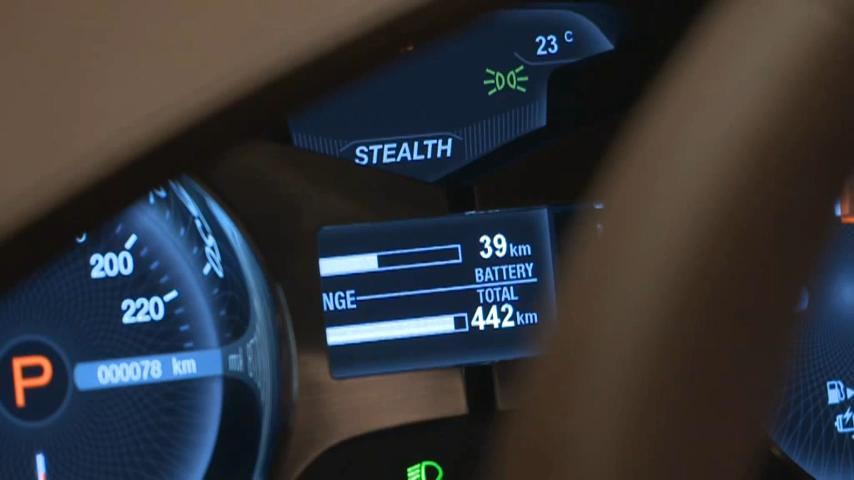 23 C
STEALTH
39 km
BATTERY
NGE
TOTAL
442 km
200
220
P
000078 km